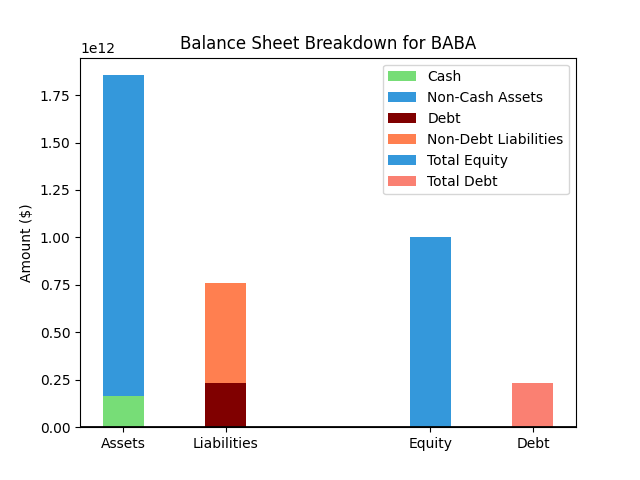 Balance Sheet Breakdown for BABA
1e12
Cash
Non-Cash Assets
Debt
Non-Debt Liabilities
Total Equity
Total Debt
Amount ($)
1.75
1.50
1.25
1.00
0.75
0.50
0.25
0.00
Assets Liabilities Equity Debt